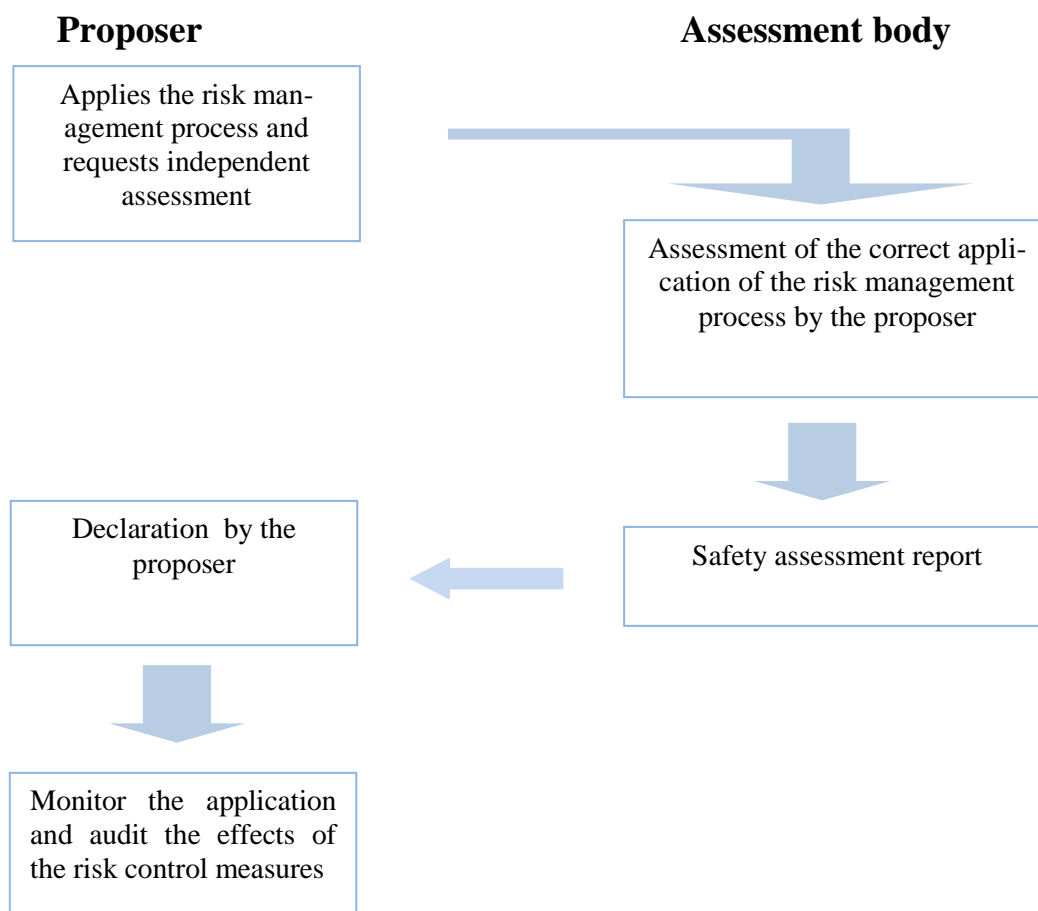 Proposer
Assessment body
Applies the risk man-
agement process and
requests independent
assessment
Assessment of the correct appli-
cation of the risk management
process by the proposer
Declaration by the
proposer
Safety assessment report
Monitor the application
and audit the effects of
the risk control measures